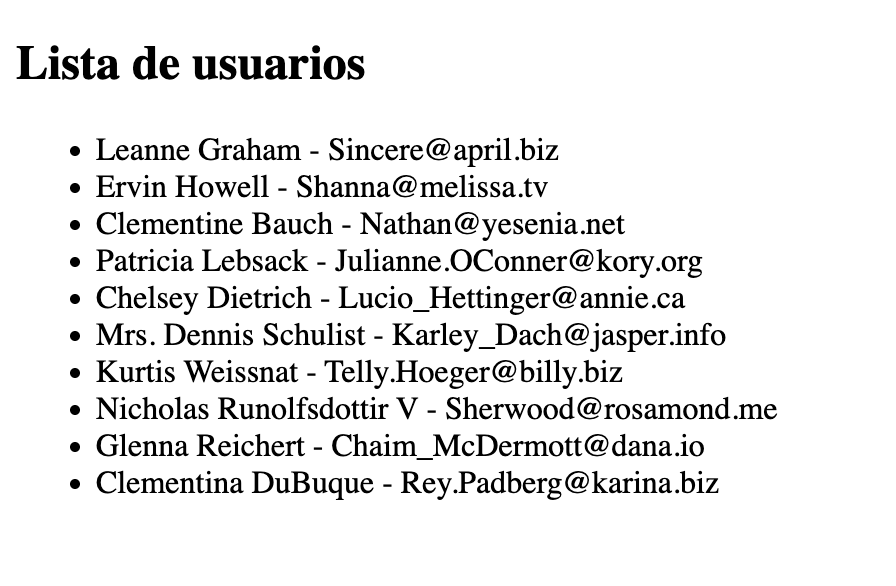 Lista de usuarios
• Leanne Graham - Sincere@april.biz
• Ervin Howell - Shanna@melissa.tv
• Clementine Bauch - Nathan@yesenia.net
• Patricia Lebsack - Julianne.OConner@kory.org
• Chelsey Dietrich - Lucio_Hettinger@annie.ca
• Mrs. Dennis Schulist - Karley_Dach@jasper.info
• Kurtis Weissnat - Telly.Hoeger@billy.biz
• Nicholas Runolfsdottir V - Sherwood@rosamond.me
• Glenna Reichert - Chaim_McDermott@dana.io
• Clementina DuBuque - Rey.Padberg@karina.biz